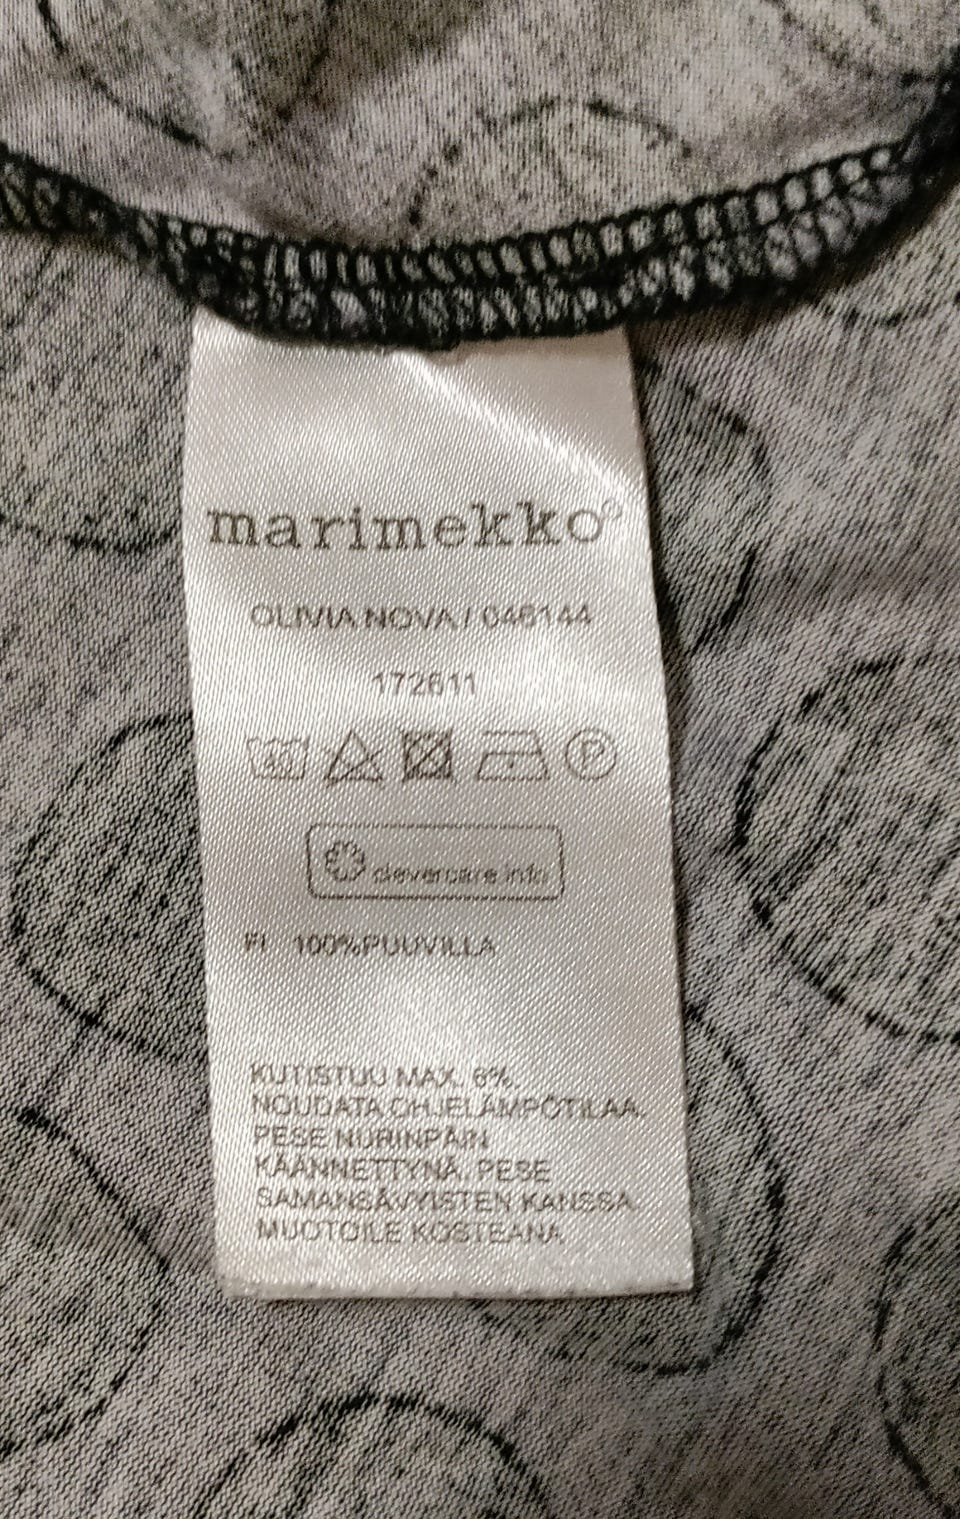 marimekko
OLIVIA NOVA / 046144
172611
40 P
clevercare.info
FI 100%PUUVILLA
KUTISTUU MAX. 6%.
NOUDATA OHJELÄMPÖTILAA.
PESE NURINPÄIN
KÄÄNNETTYNÄ. PESE
SAMANSÄVYISTEN KANSSA.
MUOTOILE KOSTEANA.